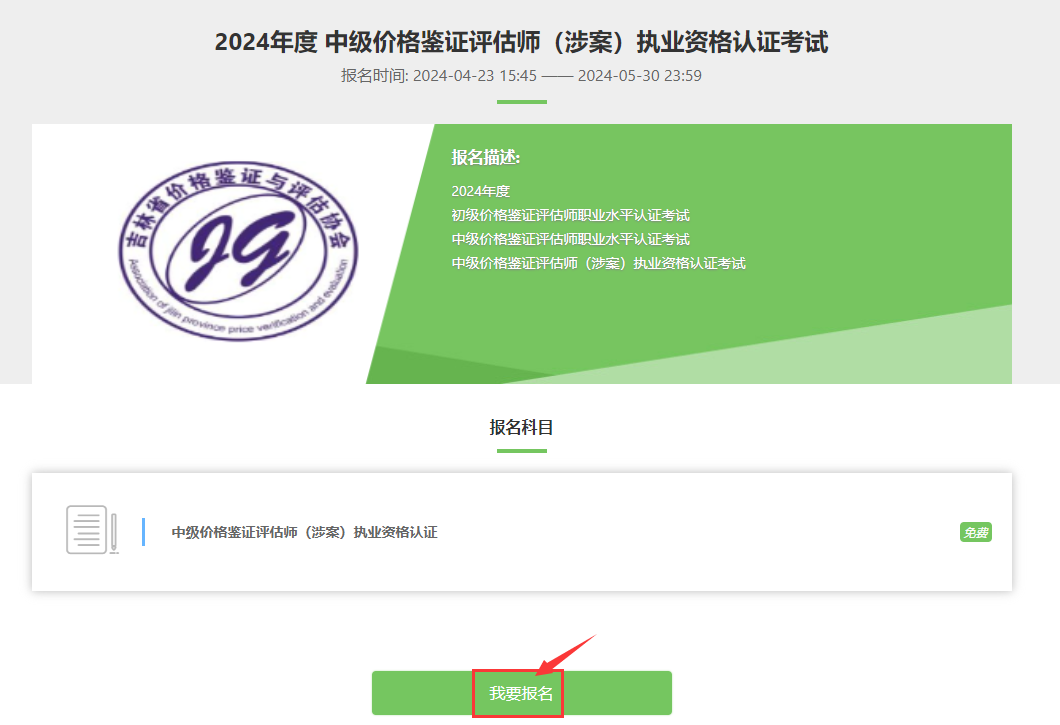 2024年度 中级价格鉴证评估师（涉案）执业资格认证考试
报名时间: 2024-04-23 15:45 —— 2024-05-30 23:59
吉林省价格鉴证与评估协会
JG
Association of jilin province price verification and evaluation
报名描述:
2024年度
初级价格鉴证评估师职业水平认证考试
中级价格鉴证评估师职业水平认证考试
中级价格鉴证评估师（涉案）执业资格认证考试
报名科目
中级价格鉴证评估师（涉案）执业资格认证
免费
我要报名